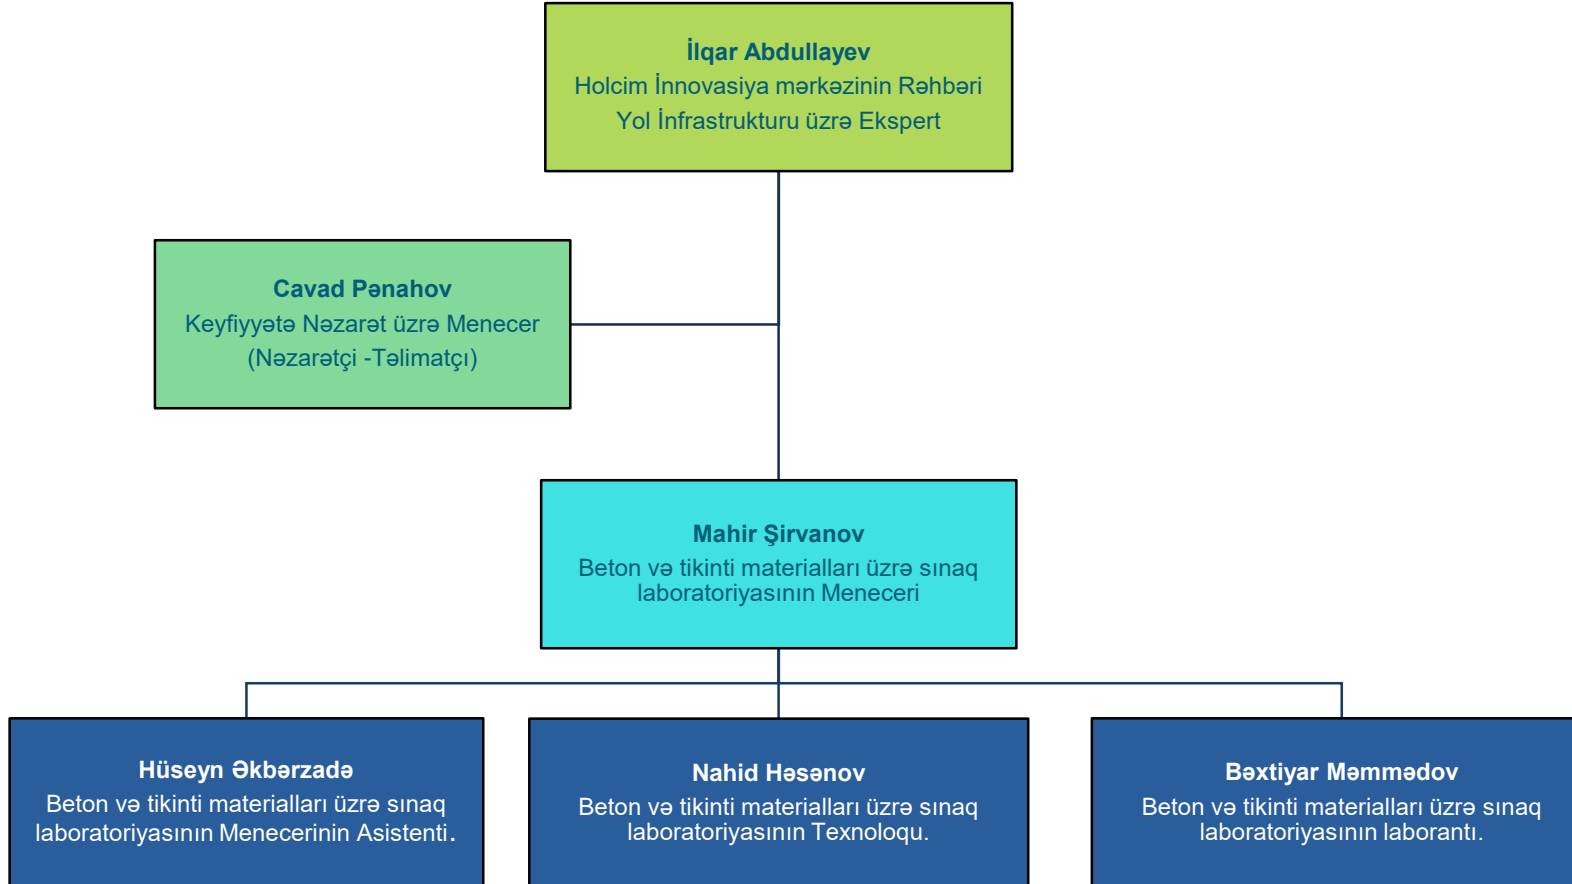 İlqar Abdullayev
Holcim İnnovasiya mərkəzinin Rəhbəri
Yol İnfrastrukturu üzrə Ekspert
Cavad Pənahov
Keyfiyyətə Nəzarət üzrə Menecer
(Nəzarətçi -Təlimatçı)
Mahir Şirvanov
Beton və tikinti materialları üzrə sınaq
laboratoriyasının Meneceri
Hüseyn Əkbərzadə
Beton və tikinti materialları üzrə sınaq
laboratoriyasının Menecerinin Asistenti.
Nahid Həsənov
Beton və tikinti materialları üzrə sınaq
laboratoriyasının Texnoloqu.
Bəxtiyar Məmmədov
Beton və tikinti materialları üzrə sınaq
laboratoriyasının laborantı.